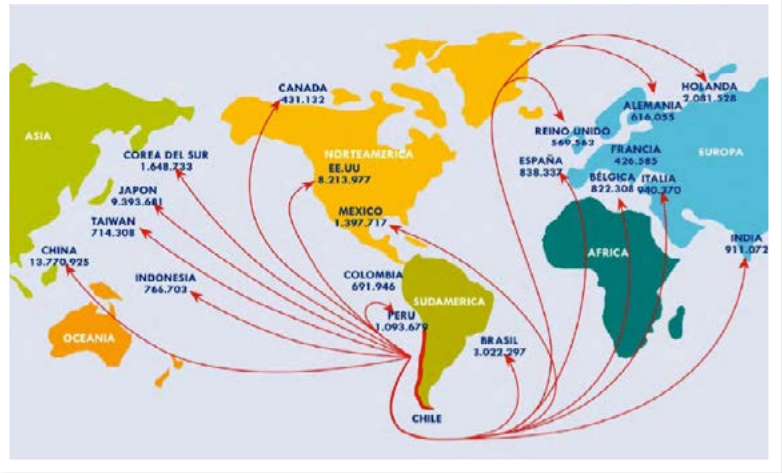 CANADA
431.132
HOLANDA
2.081.528
ALEMANIA
616.055
ASIA
REINO UNIDO
569.563
COREA DEL SUR
1.648.733
NORTEAMERICA
FRANCIA
426.585
EUROPA
EE.UU
8.213.977
ESPAÑA
838.337
BÉLGICA
822.308
ITALIA
940.370
JAPON
9.393.681
MEXICO
1.397.717
TAIWAN
714.308
INDIA
911.072
CHINA
13.770.925
AFRICA
INDONESIA
766.703
COLOMBIA
691.946
SUDAMERICA
PERU
1.093.679
OCEANIA
BRASIL
3.022.297
CHILE